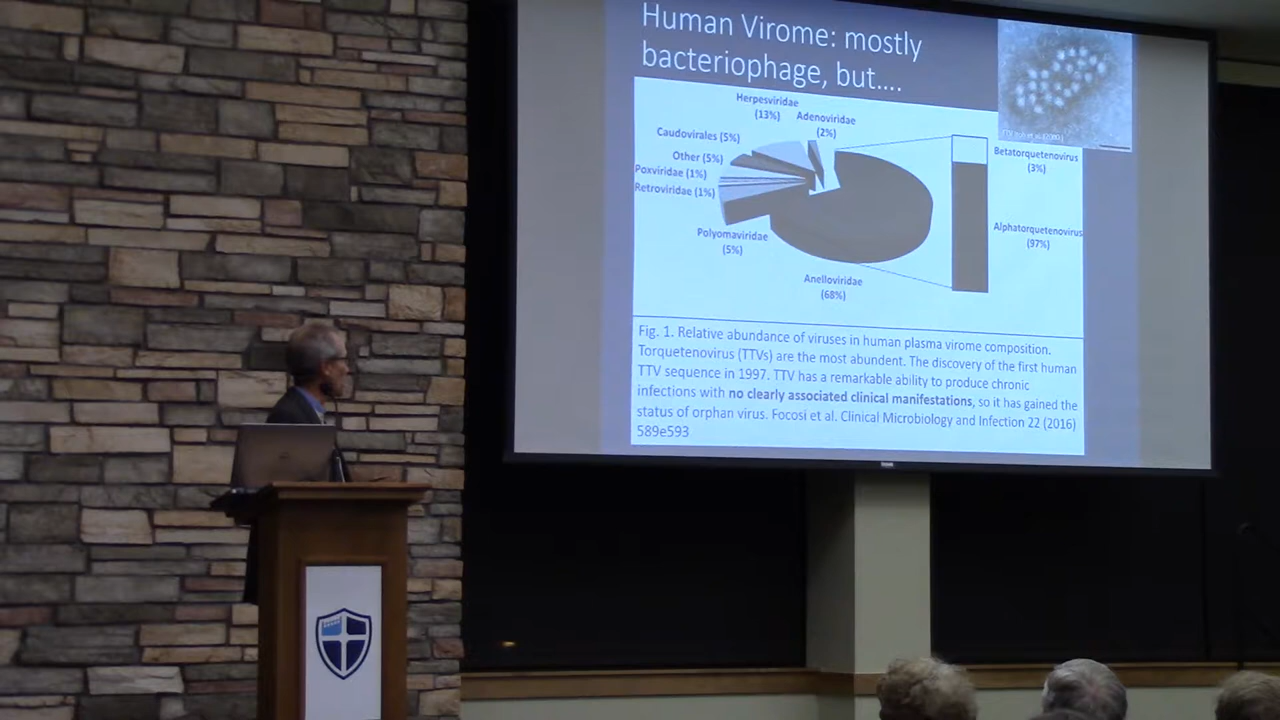 Human Virome: mostly
bacteriophage, but....
Herpesviridae
(13%)
Adenoviridae
(2%)
Caudovirales (5%)
Other (5%)
Poxviridae (1%)
Retroviridae (1%)
Polyomaviridae
(5%)
Anelloviridae
(68%)
Betatorquetenovirus
(3%)
Alphatorquetenovirus
(97%)
Fig. 1. Relative abundance of viruses in human plasma virome composition.
Torquetenovirus (TTVs) are the most abundent. The discovery of the first human
TTV sequence in 1997. TTV has a remarkable ability to produce chronic
infections with no clearly associated clinical manifestations, so it has gained the
status of orphan virus. Focosi et al. Clinical Microbiology and Infection 22 (2016)
589e593